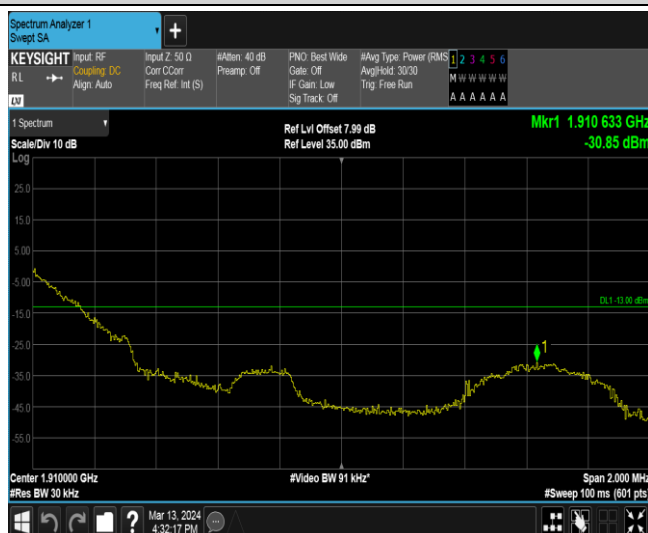 Spectrum Analyzer 1
Swept SA
+
KEYSIGHT
RL
Input: RF
Coupling: DC
Align: Auto
Input Z: 50 Ω
Corr CCorr
Freq Ref: Int (S)
#Atten: 40 dB
Preamp: Off
PNO: Best Wide
Gate: Off
IF Gain: Low
Sig Track: Off
#Avg Type: Power (RMS
Avg|Hold: 30/30
Trig: Free Run
1 2 3 4 5 6
M W W W W W
A A A A A A
LXI
1 Spectrum
Scale/Div 10 dB
Ref Lvl Offset 7.99 dB
Ref Level 35.00 dBm
Mkr1 1.910 633 GHz
-30.85 dBm
Log
25.0
15.0
5.00
-5.00
DL1 -13.00 dBm
-15.0
-25.0
1
-35.0
-45.0
-55.0
Center 1.910000 GHz
#Video BW 91 kHz*
Span 2.000 MHz
#Res BW 30 kHz
#Sweep 100 ms (601 pts)
?
Mar 13, 2024
4:32:17 PM